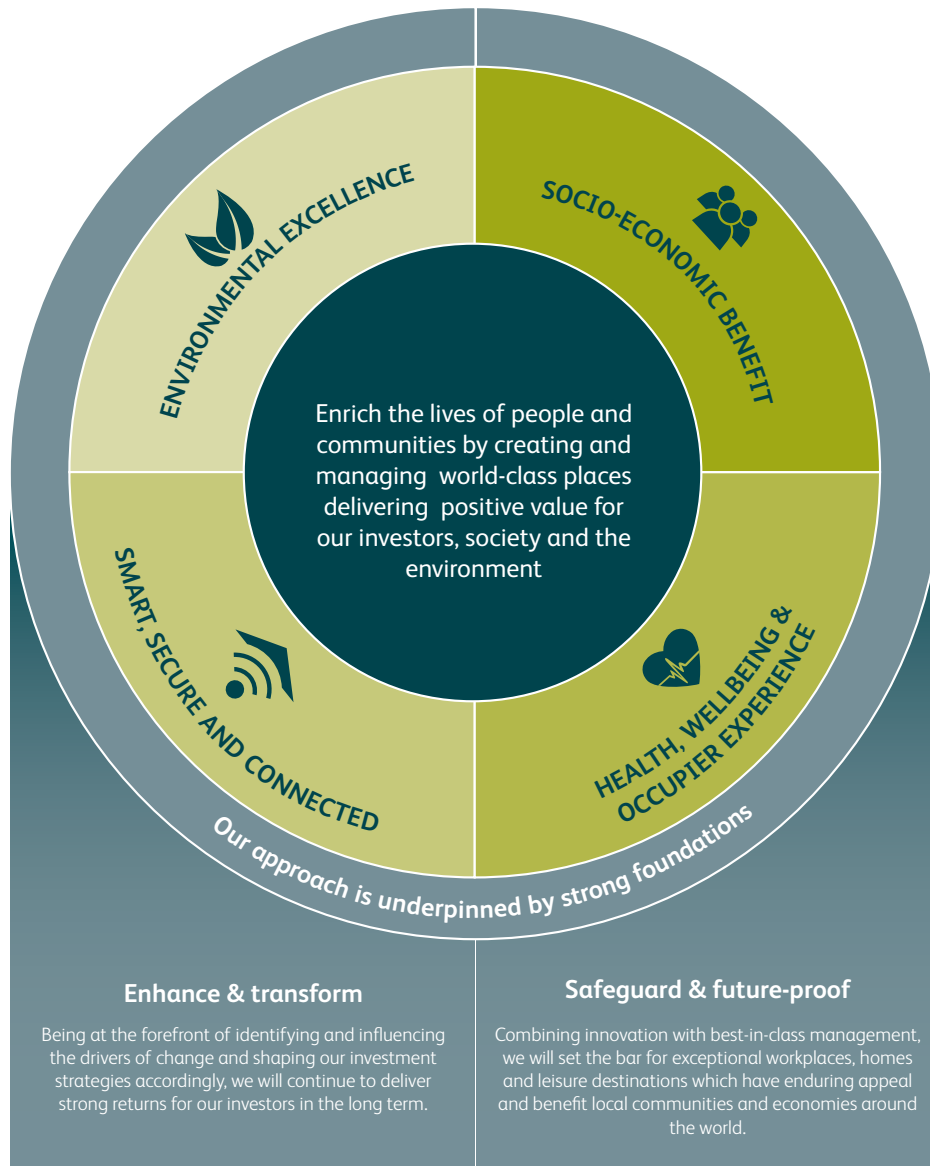 ENVIRONMENTAL EXCELLENCE
SOCIO-ECONOMIC BENEFIT
Enrich the lives of people and
communities by creating and
managing world-class places
delivering positive value for
our investors, society and the
environment
SMART, SECURE AND CONNECTED
HEALTH, WELLBEING &
OCCUPIER EXPERIENCE
Our approach is underpinned by strong foundations
Enhance & transform
Being at the forefront of identifying and influencing
the drivers of change and shaping our investment
strategies accordingly, we will continue to deliver
strong returns for our investors in the long term.
Safeguard & future-proof
Combining innovation with best-in-class management,
we will set the bar for exceptional workplaces, homes
and leisure destinations which have enduring appeal
and benefit local communities and economies around
the world.